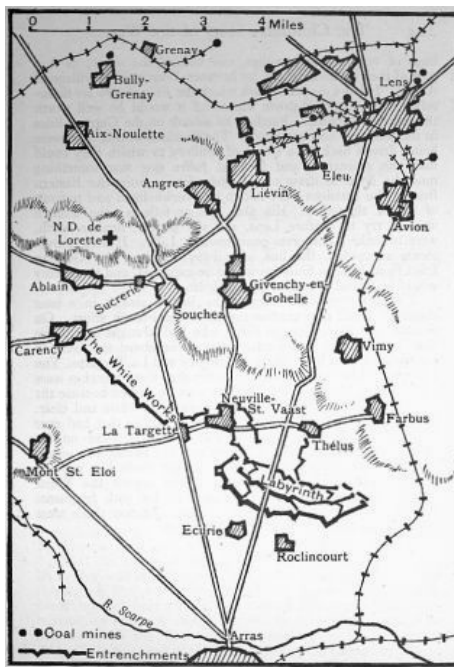 0 1 2 3 4 Miles
Grenay
Bully-
Grenay
Lens
Aix-Noulette
Liévin
Eleu
Angres
Avion
N.D. de
Lorette
Ablain
Sucrerie
Souchea
Givenchy-en-
Gohelle
Carency
The White Works
Vimy
Neuville-
St. Vaast
La Targette
Farbus
Thélus
Mont St. Eloi
Labyrinth
Ecurie
Roclincourt
R. Scarpe
Arras
Coal mines
Entrenchments